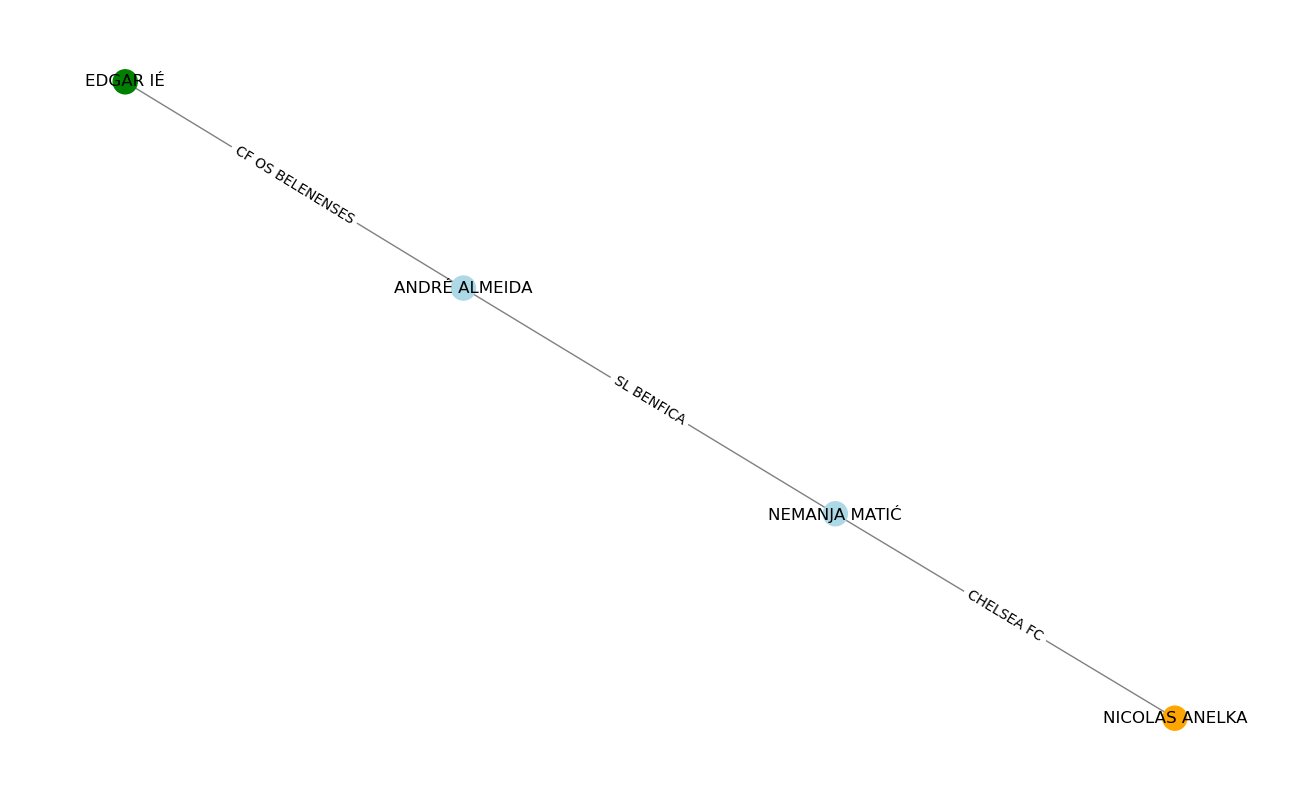 EDGAR IÉ
CF OS BELENENSES
ANDRÉ ALMEIDA
SL BENFICA
NEMANJA MATIĆ
CHELSEA FC
NICOLAS ANELKA